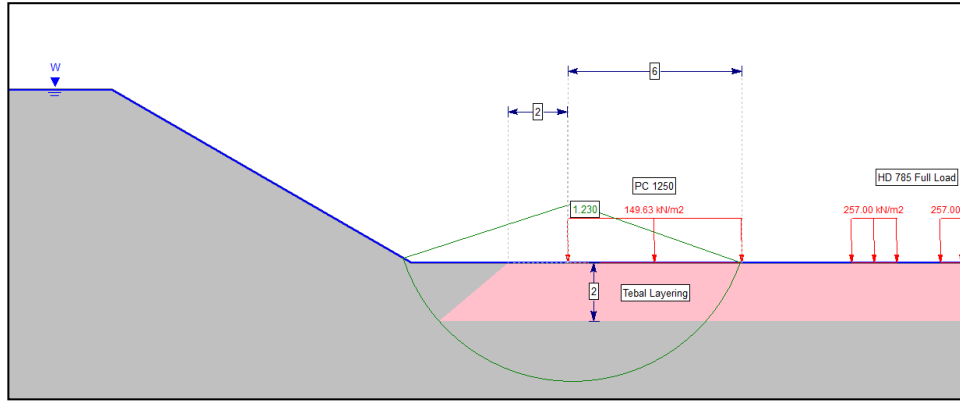 W
6
2
PC 1250
HD 785 Full Load
1.230
149.63 kN/m2
257.00 kN/m2
257.00
2
Tebal Layering